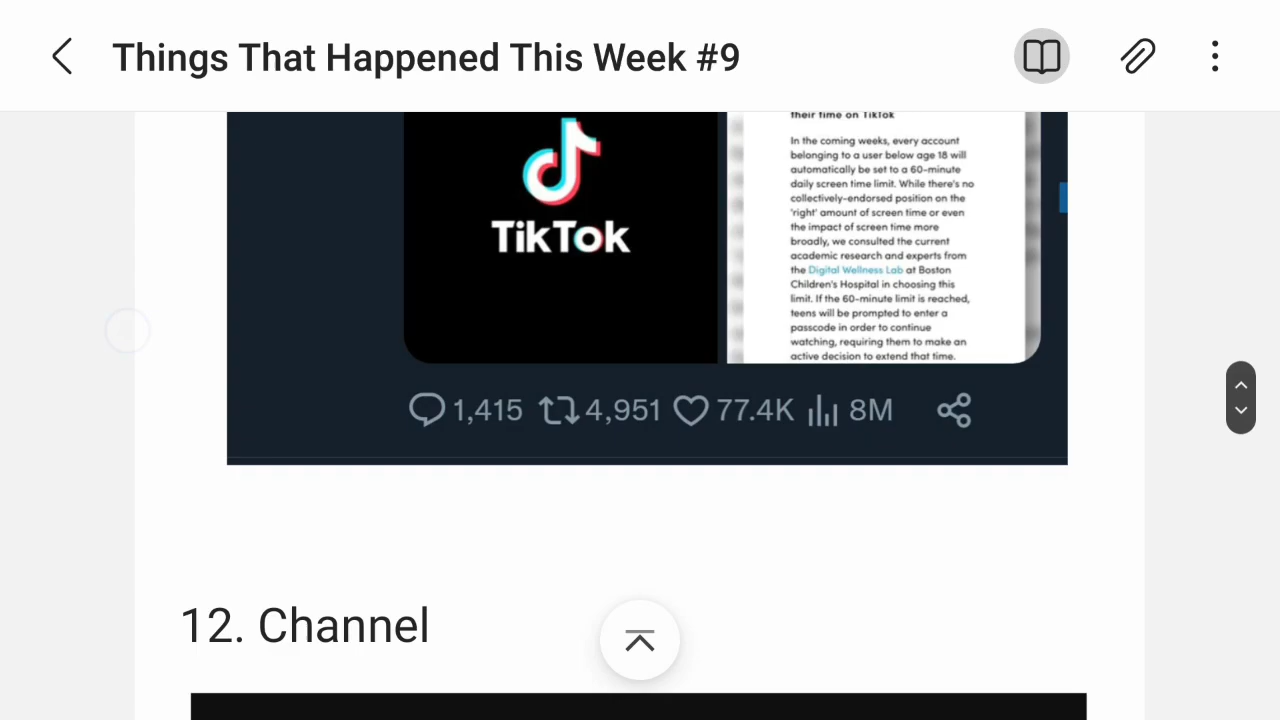 Things That Happened This Week #9
their time on TikTok
In the coming weeks, every account
belonging to a user below age 18 will
automatically be set to a 60-minute
daily screen time limit. While there's no
collectively-endorsed position on the
'right' amount of screen time or even
the impact of screen time more
broadly, we consulted the current
academic research and experts from
the Digital Wellness Lab at Boston
Children's Hospital in choosing this
limit. If the 60-minute limit is reached,
teens will be prompted to enter a
passcode in order to continue
watching, requiring them to make an
active decision to extend that time.
TikTok
1,415 4,951 77.4K 8M
12. Channel